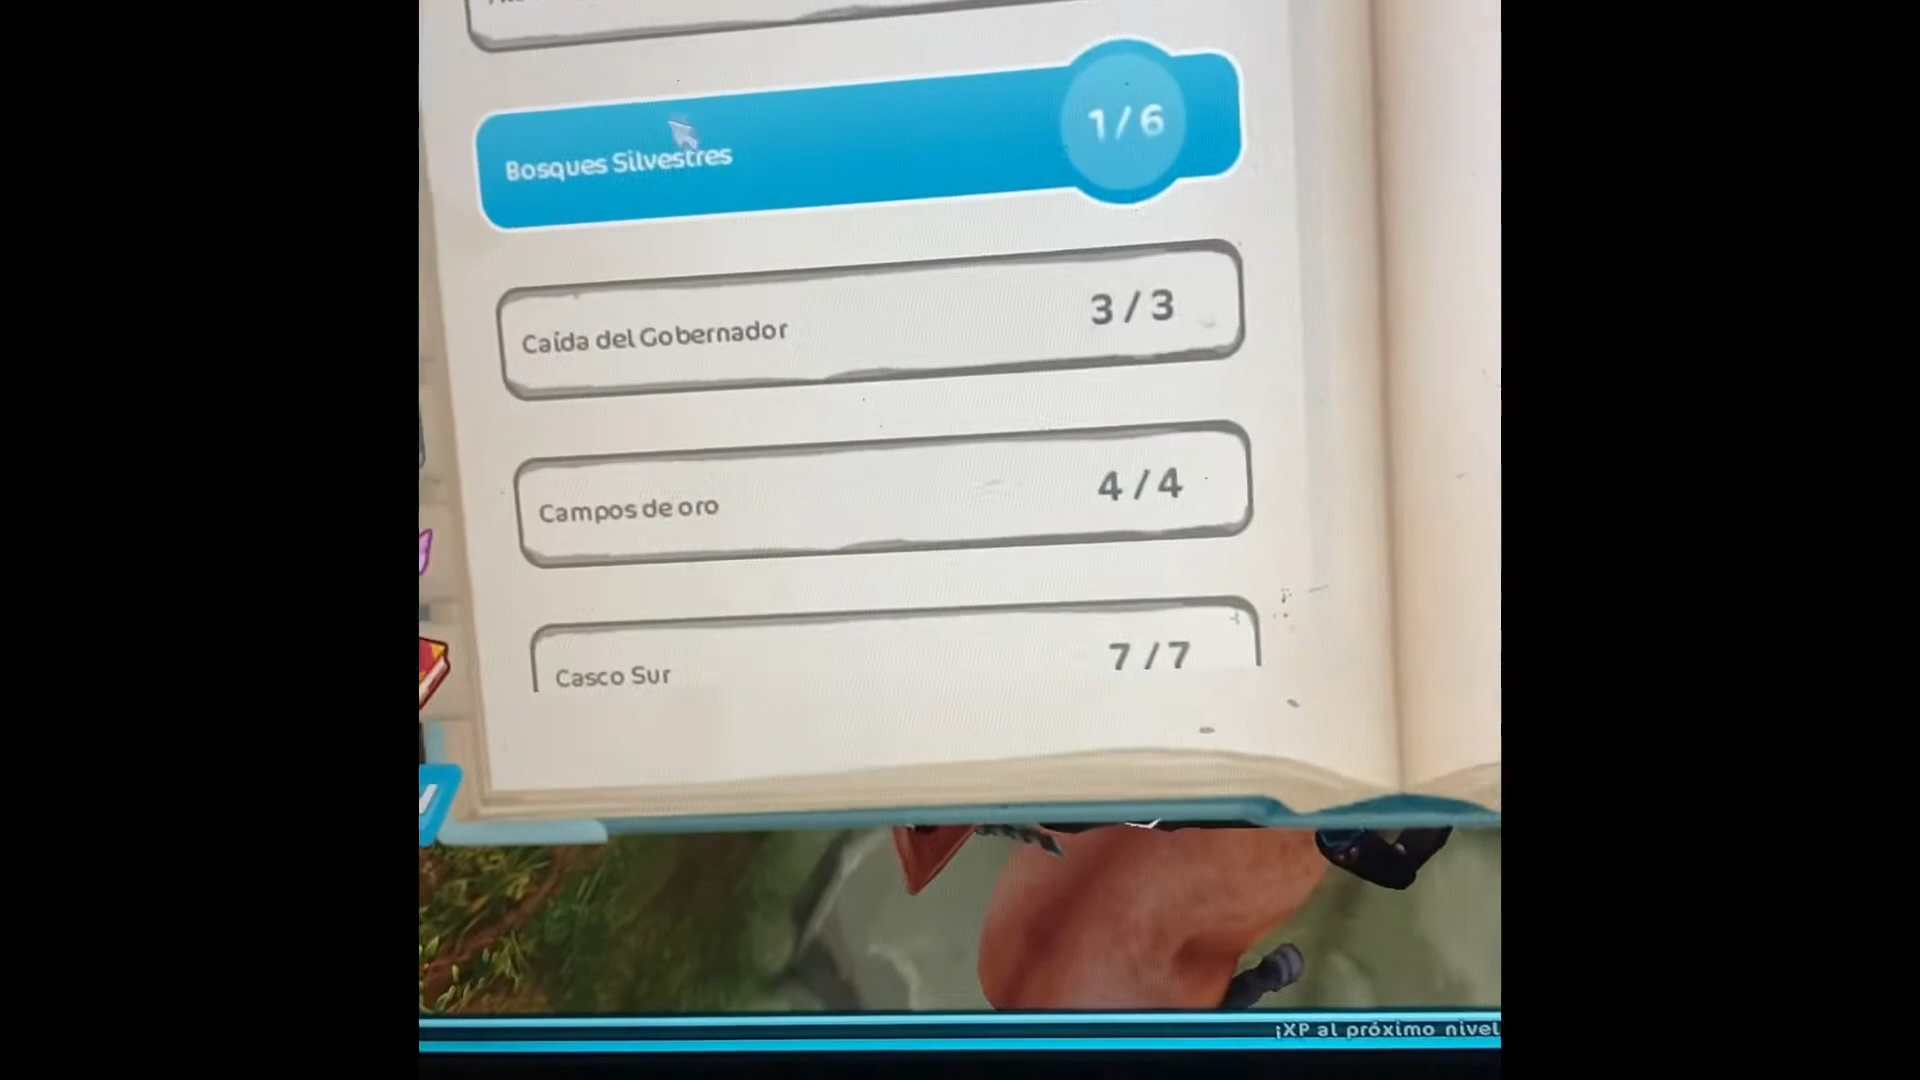 Bosques Silvestres 1/6
Caída del Gobernador 3/3
Campos de oro 4/4
Casco Sur 7/7
¡XP al próximo nivel